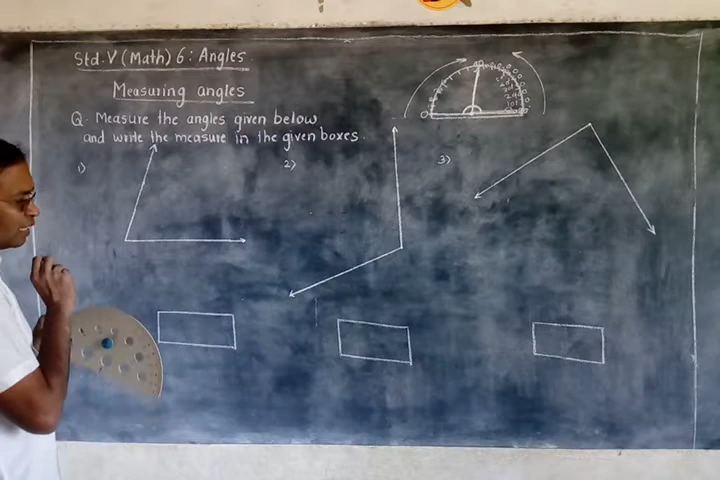 Std. V (Math) 6 : Angles.
Measuring angles
Q. Measure the angles given below
and write the measure in the given boxes.
1)
2)
3)